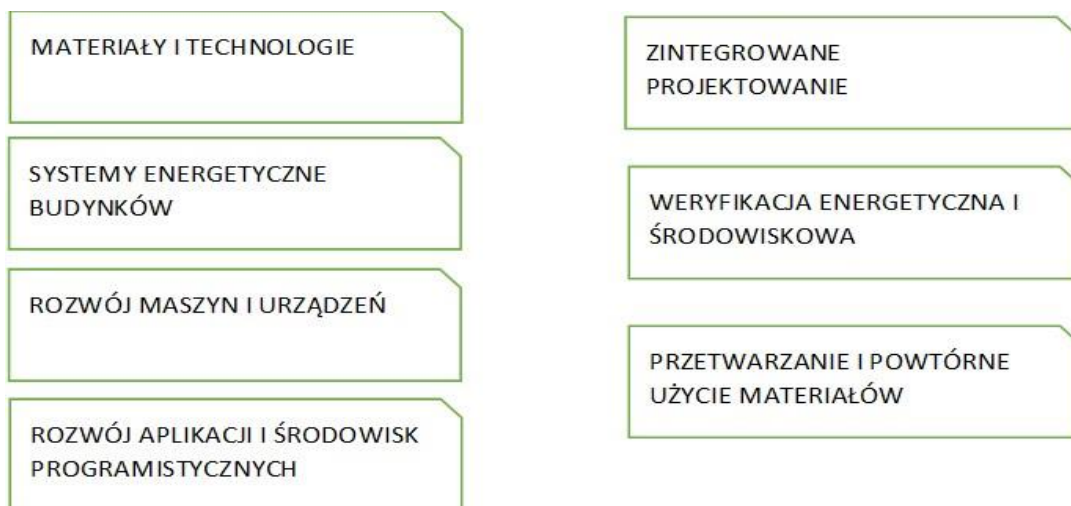 MATERIAŁY I TECHNOLOGIE
SYSTEMY ENERGETYCZNE
BUDYNKÓW
ROZWÓJ MASZYN I URZĄDZEŃ
ROZWÓJ APLIKACJI I ŚRODOWISK
PROGRAMISTYCZNYCH
ZINTEGROWANE
PROJEKTOWANIE
WERYFIKACJA ENERGETYCZNA I
ŚRODOWISKOWA
PRZETWARZANIE I POWTÓRNE
UŻYCIE MATERIAŁÓW